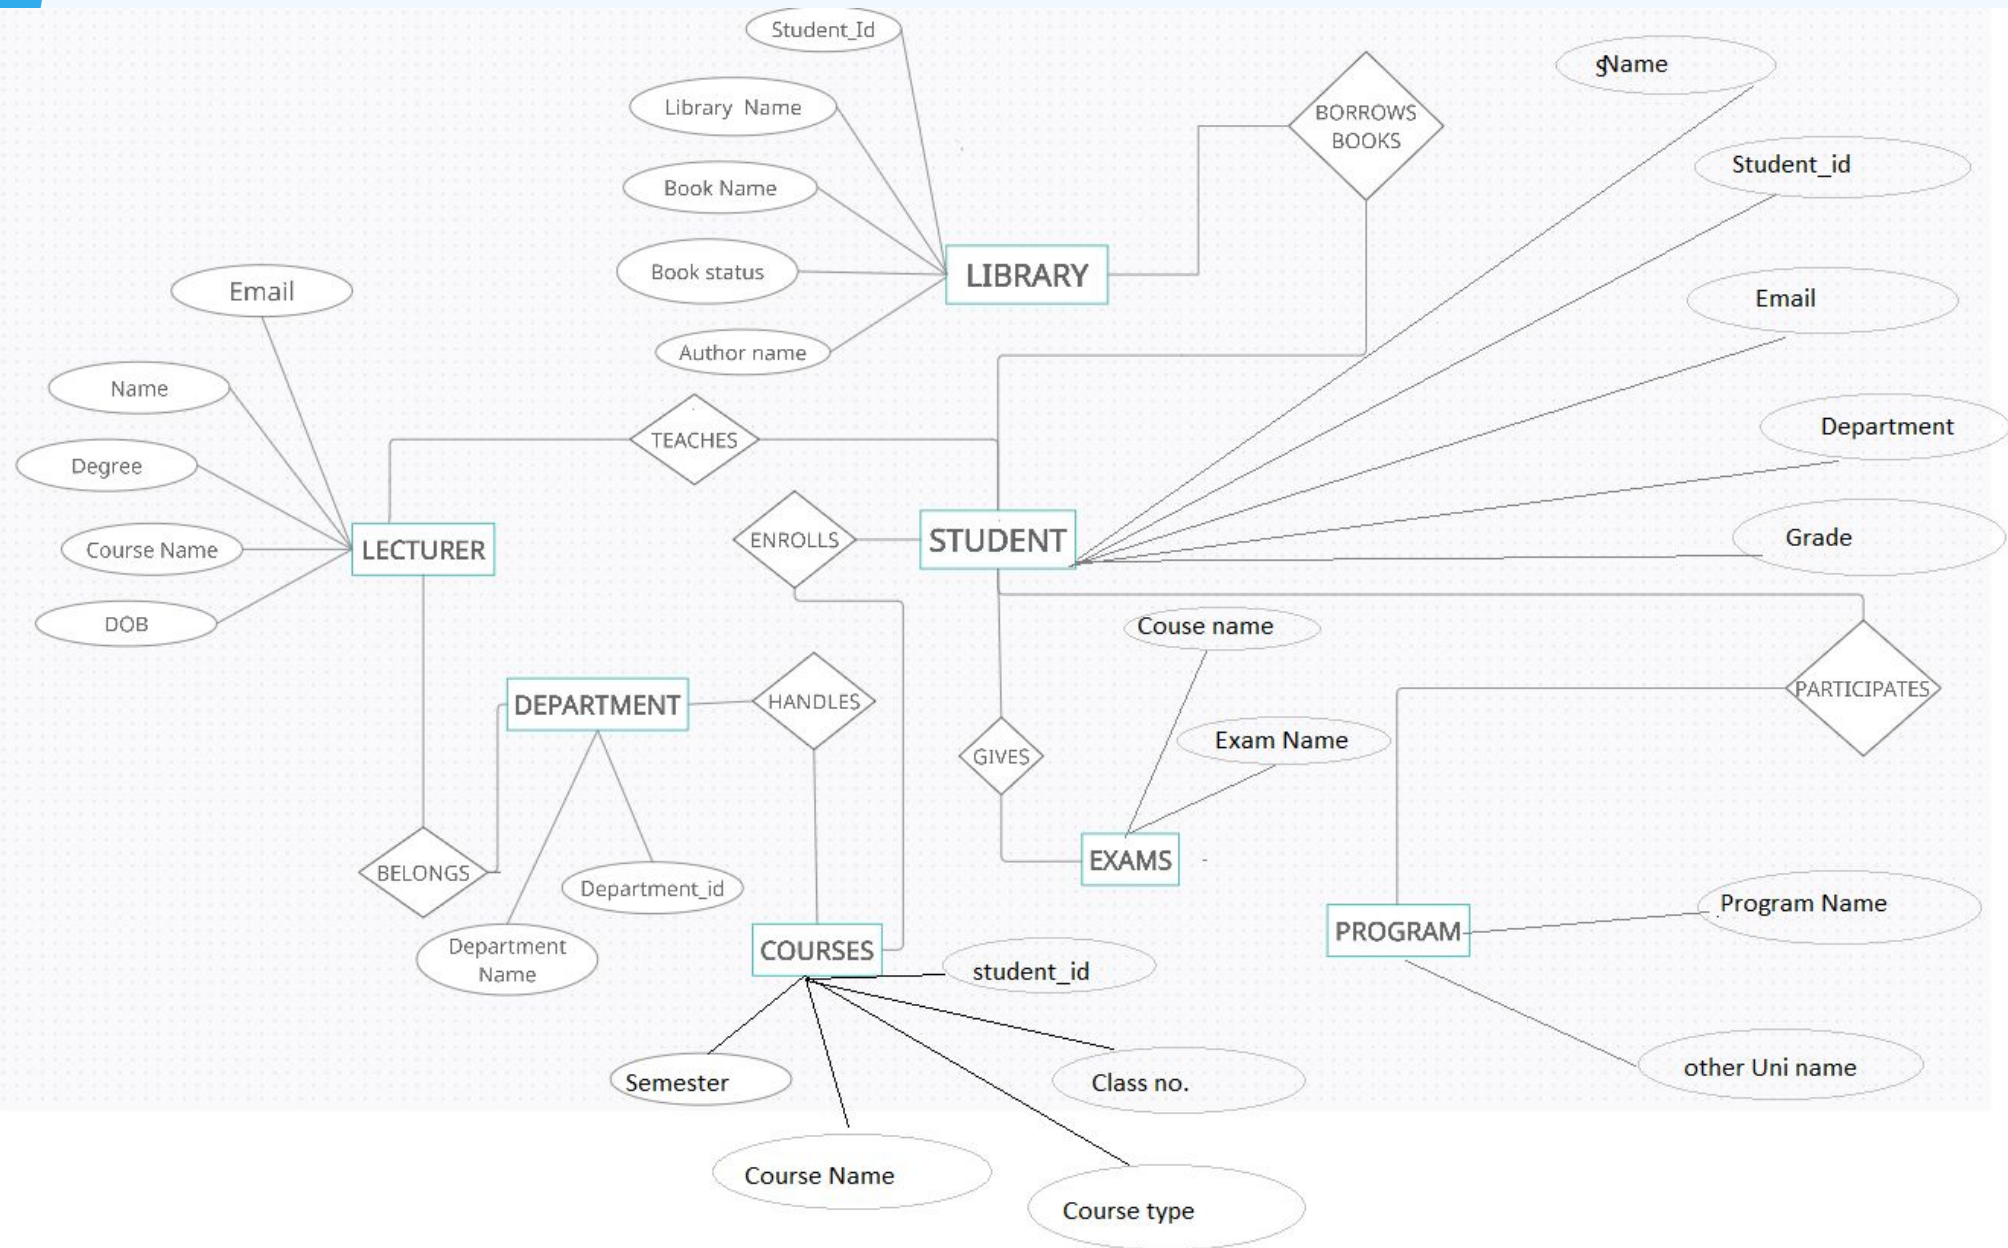 Student_Id
Library Name
Book Name
Book status
Author name
LIBRARY
BORROWS
BOOKS
sName
Student_id
Email
Department
Grade
Email
Name
Degree
Course Name
DOB
LECTURER
TEACHES
ENROLLS
STUDENT
DEPARTMENT
HANDLES
BELONGS
Department_id
Department
Name
GIVES
Couse name
Exam Name
EXAMS
PARTICIPATES
PROGRAM
Program Name
other Uni name
COURSES
student_id
Semester
Class no.
Course Name
Course type